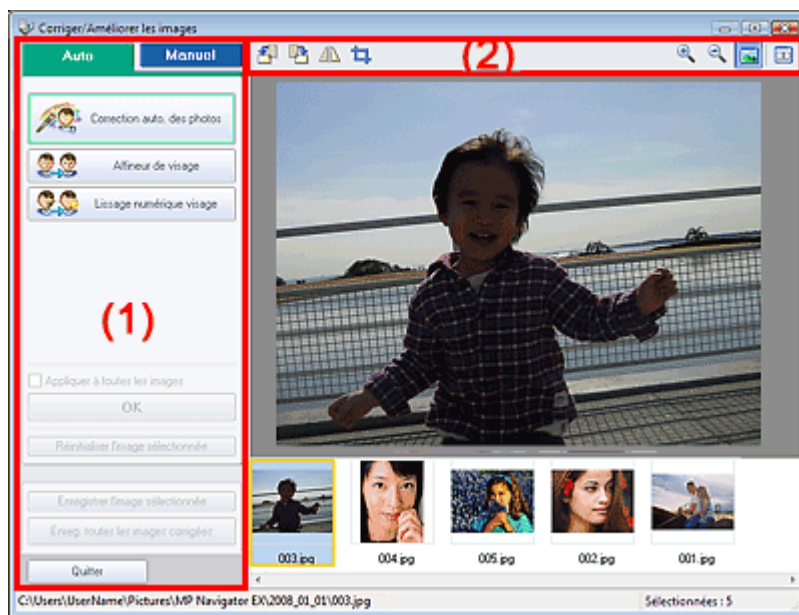 Corriger/Améliorer les images
Auto
Manuel
(2)
Correction auto. des photos
Affineur de visage
Lissage numérique visage
(1)
Appliquer à toutes les images
OK
Réinitialiser l'image sélectionnée
Enregistrer l'image sélectionnée
Enreg. toutes les images corrigées
Quitter
003.jpg
004.jpg
005.jpg
002.jpg
001.jpg
C:\Users\UserName\Pictures\MP Navigator EX\2008_01_01\003.jpg
Sélectionnées : 5